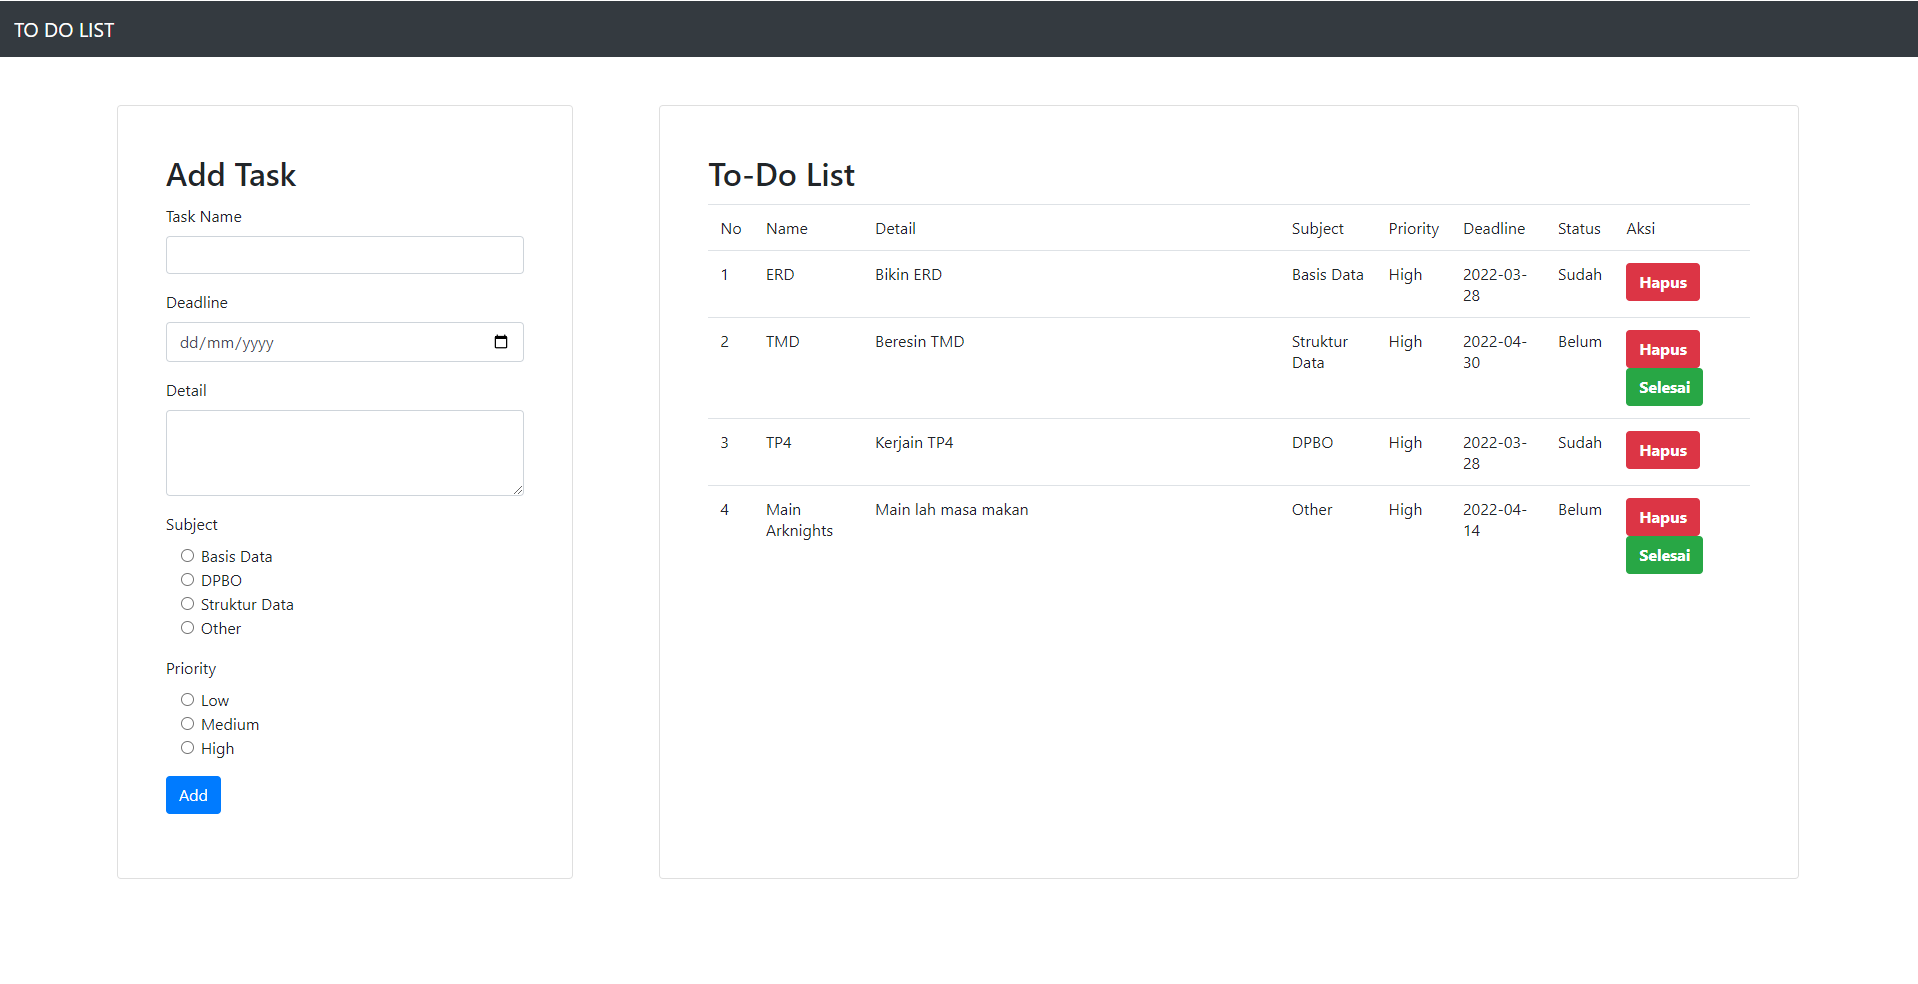 TO DO LIST
Add Task
Task Name
Deadline
dd/mm/yyyy
Detail
Subject
Basis Data
DPBO
Struktur Data
Other
Priority
Low
Medium
High
Add
To-Do List
No Name Detail Subject Priority Deadline Status Aksi
1 ERD Bikin ERD Basis Data High 2022-03- Sudah Hapus
28
2 TMD Beresin TMD Struktur High 2022-04- Belum Hapus
Data 30
Selesai
3 TP4 Kerjain TP4 DPBO High 2022-03- Sudah Hapus
28
4 Main Main lah masa makan Other High 2022-04- Belum Hapus
Arknights 14
Selesai